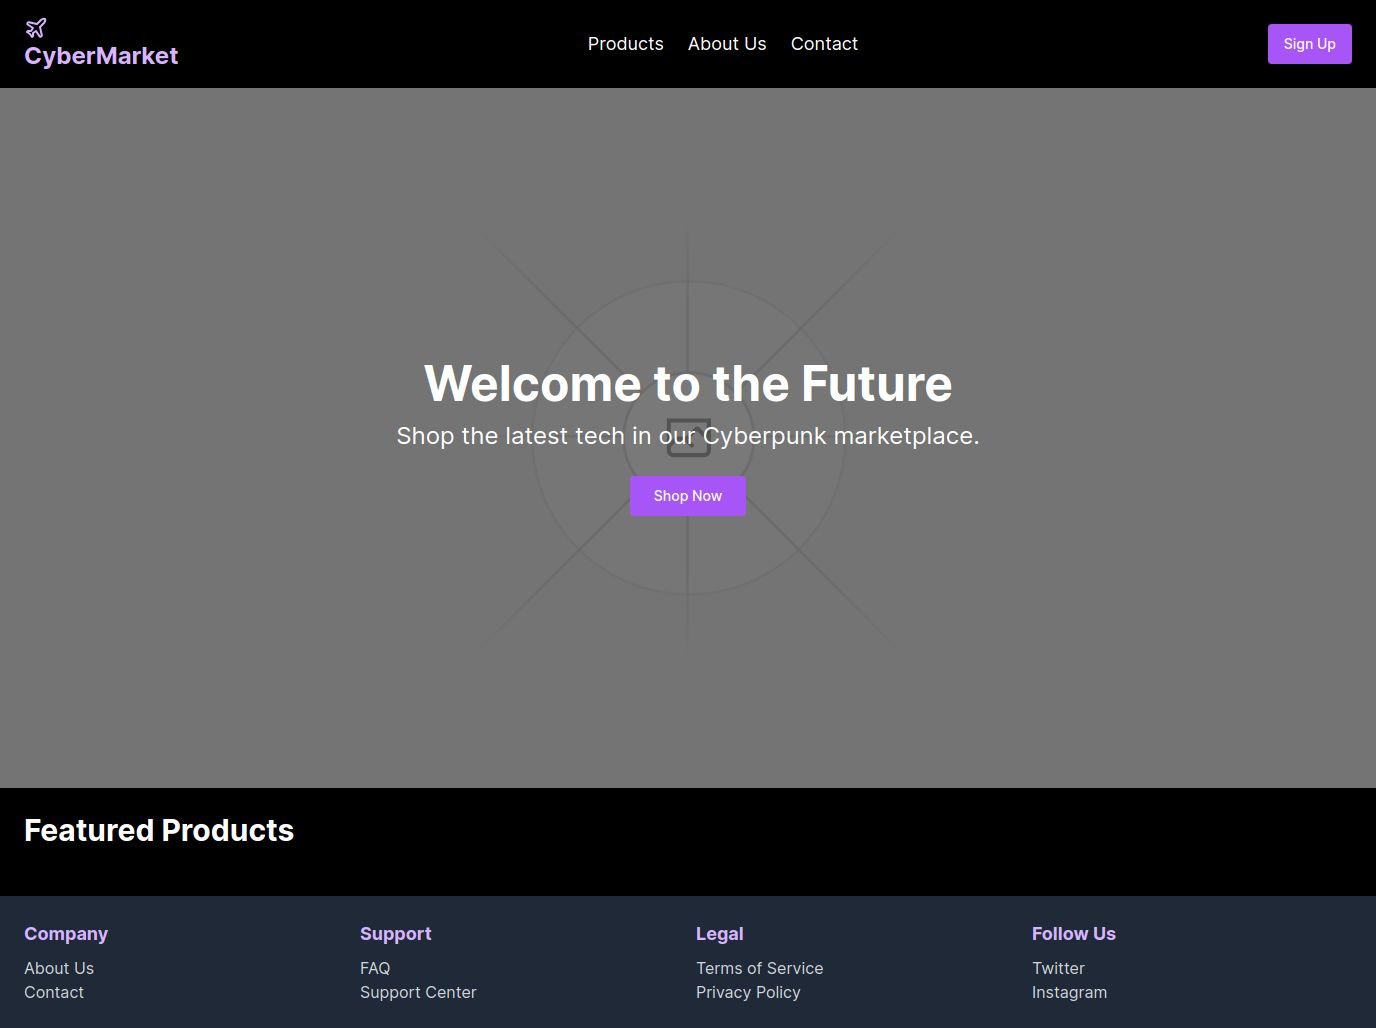 CyberMarket
Products About Us Contact
Sign Up
Welcome to the Future
Shop the latest tech in our Cyberpunk marketplace.
Shop Now
Featured Products
Company
About Us
Contact
Support
FAQ
Support Center
Legal
Terms of Service
Privacy Policy
Follow Us
Twitter
Instagram